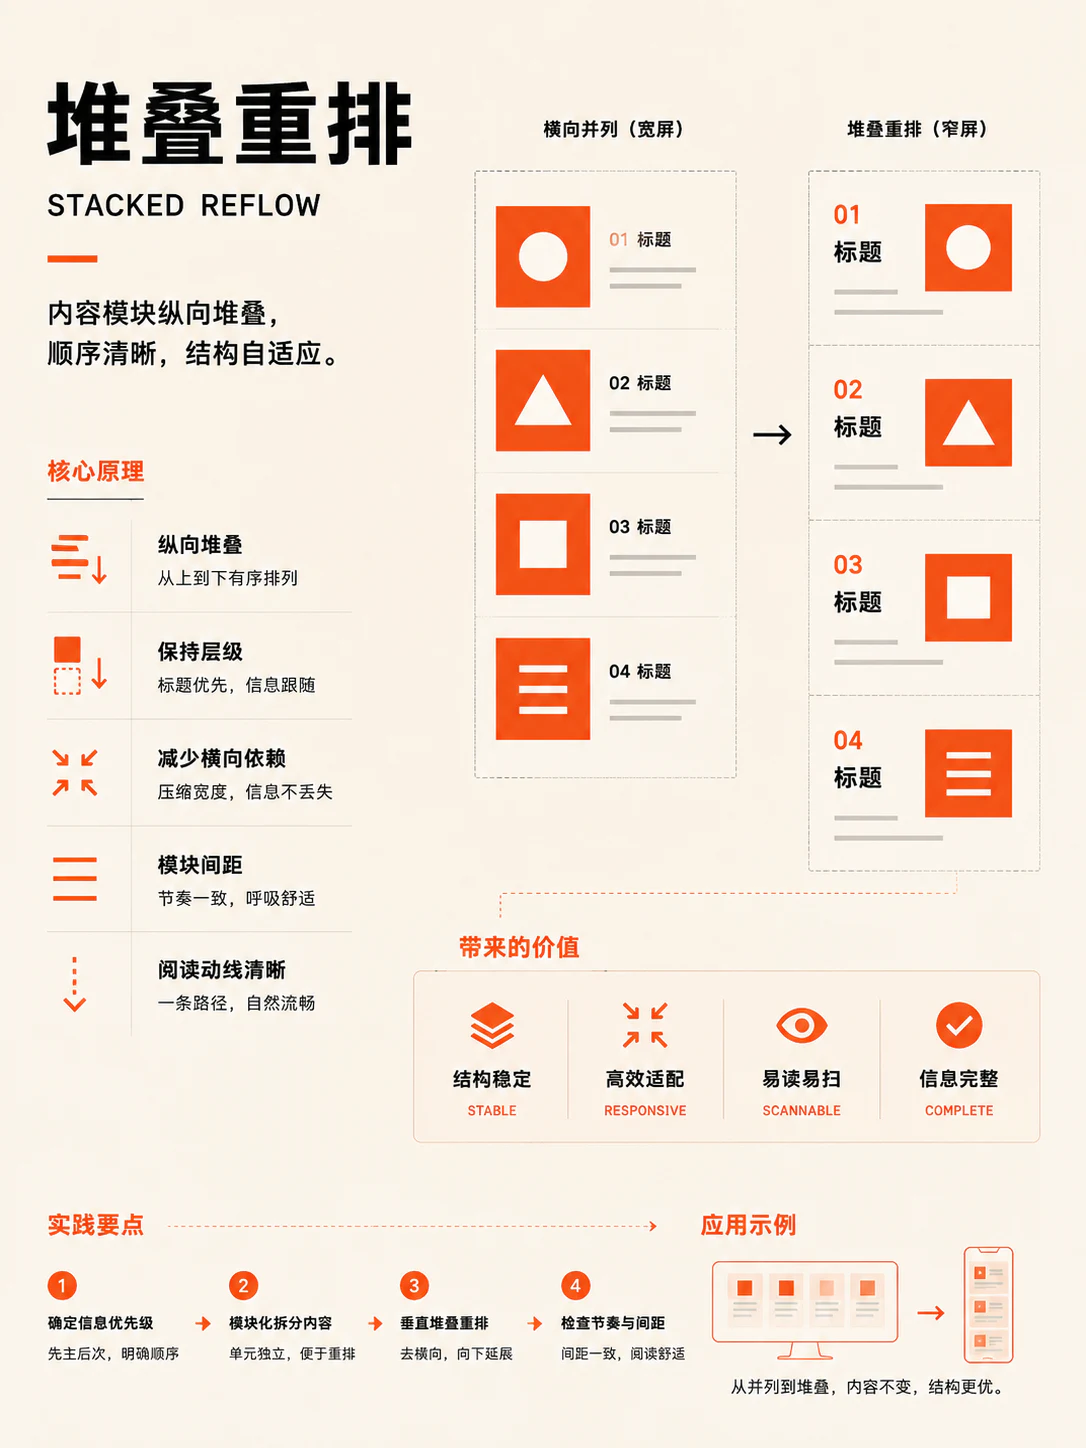 堆叠重排
STACKED REFLOW
内容模块纵向堆叠，
顺序清晰，结构自适应。
核心原理
纵向堆叠
从上到下有序排列
保持层级
标题优先，信息跟随
减少横向依赖
压缩宽度，信息不丢失
模块间距
节奏一致，呼吸舒适
阅读动线清晰
一条路径，自然流畅
横向并列（宽屏）
01 标题
02 标题
03 标题
04 标题
堆叠重排（窄屏）
01
标题
02
标题
03
标题
04
标题
带来的价值
结构稳定
STABLE
高效适配
RESPONSIVE
易读易扫
SCANNABLE
信息完整
COMPLETE
实践要点
1
确定信息优先级
先主后次，明确顺序
2
模块化拆分内容
单元独立，便于重排
3
垂直堆叠重排
去横向，向下延展
4
检查节奏与间距
间距一致，阅读舒适
应用示例
从并列到堆叠，内容不变，结构更优。